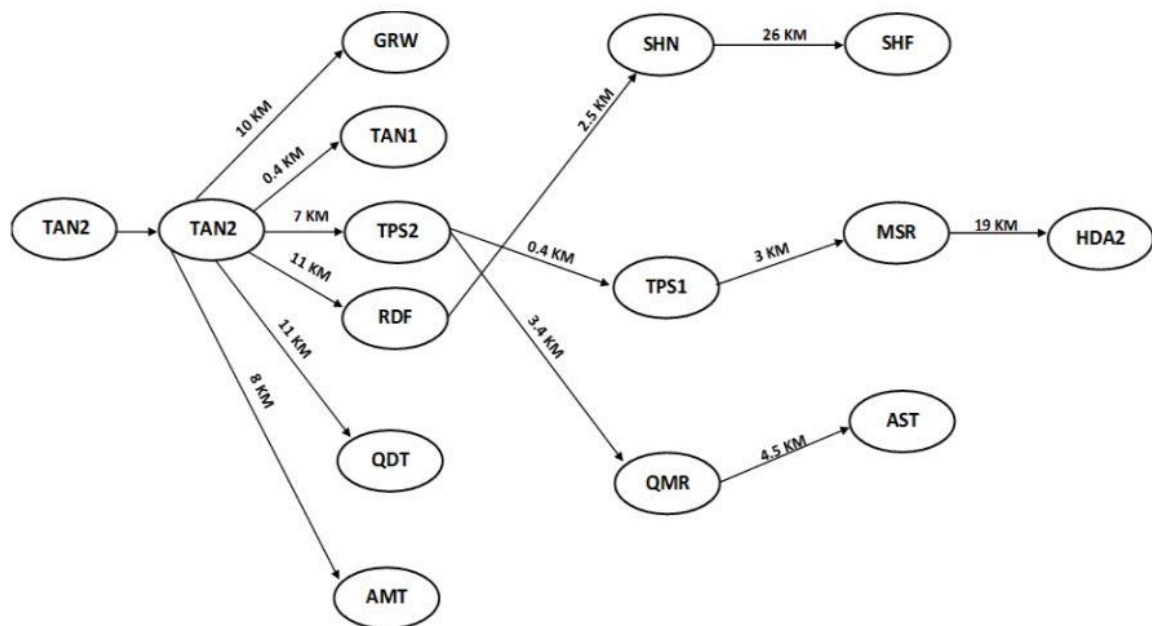 GRW
SHN
26 KM
SHF
10 KM
2.5 KM
TAN1
0.4 KM
TAN2
TAN2
7 KM
TPS2
0.4 KM
MSR
19 KM
HDA2
3 KM
11 KM
TPS1
RDF
3.4 KM
11 KM
8 KM
AST
4.5 KM
QDT
QMR
AMT